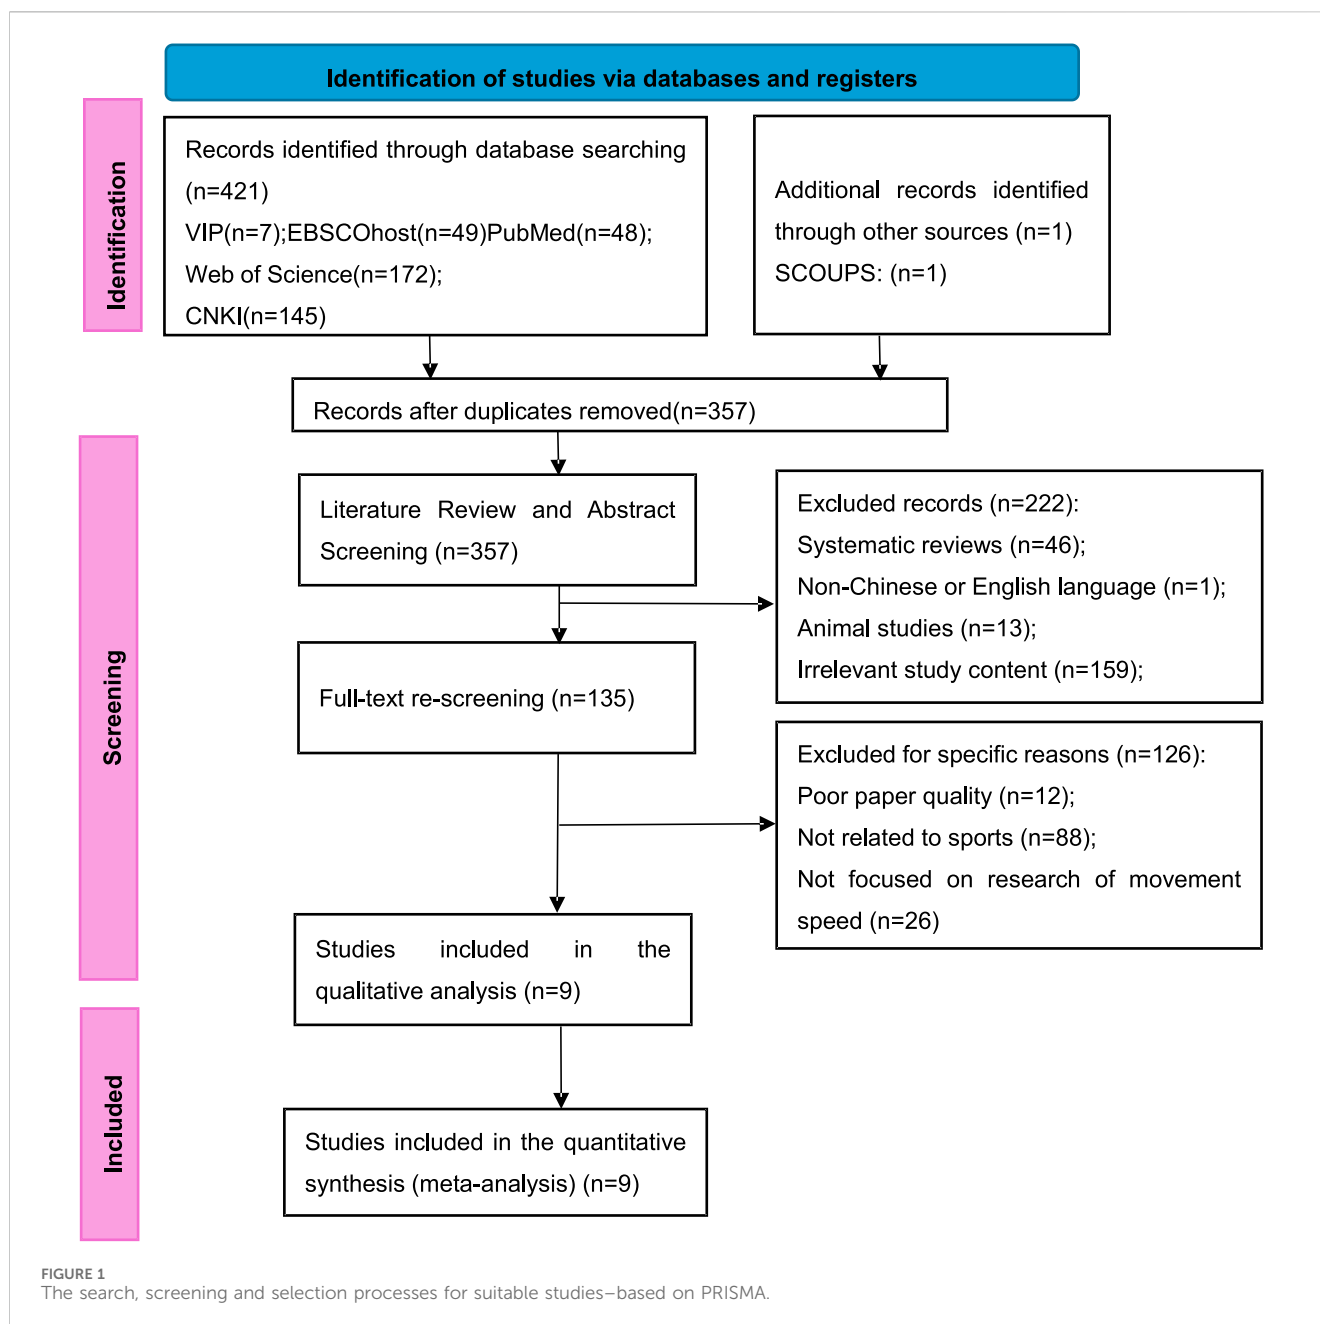 Identification of studies via databases and registers
Identification
Records identified through database searching
(n=421)
VIP(n=7);EBSCOhost(n=49)PubMed(n=48);
Web of Science(n=172);
CNKI(n=145)
Additional records identified
through other sources (n=1)
SCOUPS: (n=1)
Records after duplicates removed(n=357)
Screening
Literature Review and Abstract
Screening (n=357)
Excluded records (n=222):
Systematic reviews (n=46);
Non-Chinese or English language (n=1);
Animal studies (n=13);
Irrelevant study content (n=159);
Full-text re-screening (n=135)
Excluded for specific reasons (n=126):
Poor paper quality (n=12);
Not related to sports (n=88);
Not focused on research of movement
speed (n=26)
Studies included in the
qualitative analysis (n=9)
Included
Studies included in the quantitative
synthesis (meta-analysis) (n=9)
FIGURE 1
The search, screening and selection processes for suitable studies–based on PRISMA.